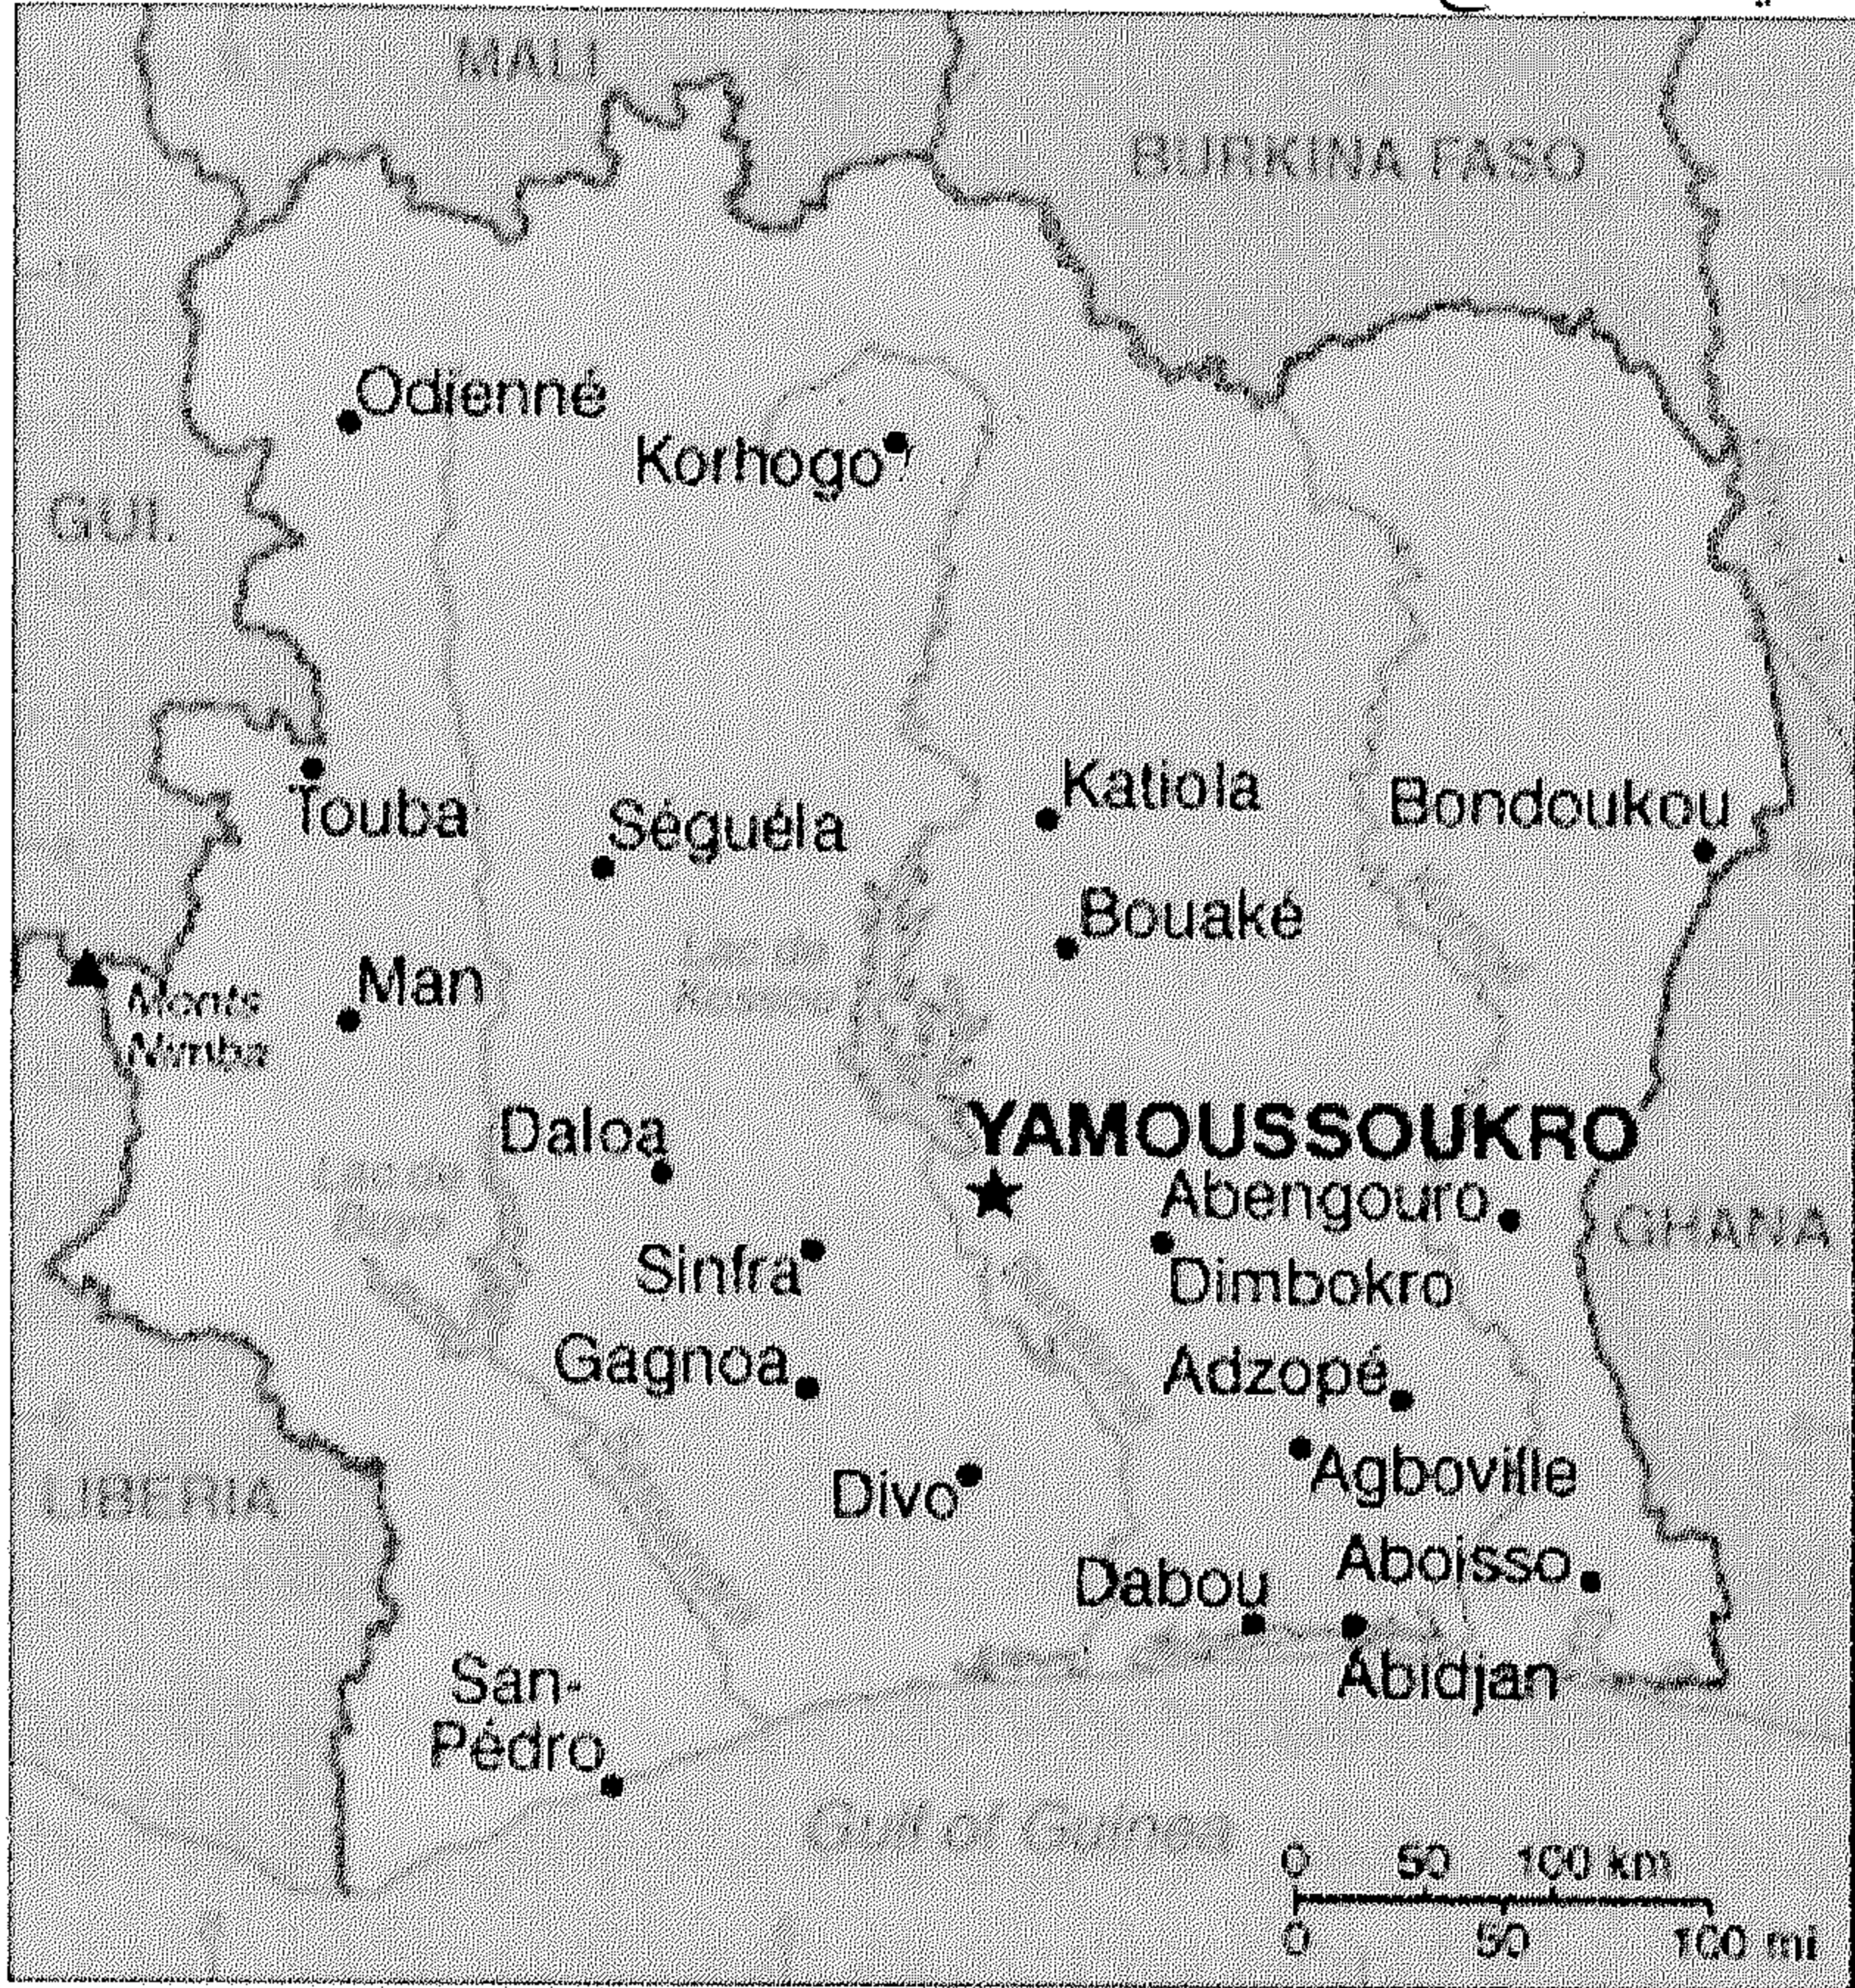 MALI
BURKINA FASO
Odienné
Korhogo
GUI.
Touba
Séguéla
Katiola
Bondoukou
Bouaké
Man
Monts
Nimba
Daloa
YAMOUSSOUKRO
Abengouro
GHANA
Sinfra
Dimbokro
Gagnoa
Adzopé
LIBERIA
Divo
Agboville
Aboisso
Dabou
Abidjan
San-
Pédro
Gulf of Guinea
0 50 100 km
0 50 100 mi